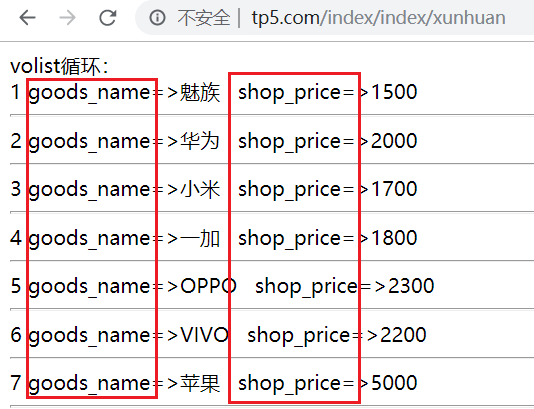 不安全 | tp5.com/index/index/xunhuan
volist循环：
1 goods_name=>魅族 shop_price=>1500
2 goods_name=>华为 shop_price=>2000
3 goods_name=>小米 shop_price=>1700
4 goods_name=>一加 shop_price=>1800
5 goods_name=>OPPO shop_price=>2300
6 goods_name=>VIVO shop_price=>2200
7 goods_name=>苹果 shop_price=>5000